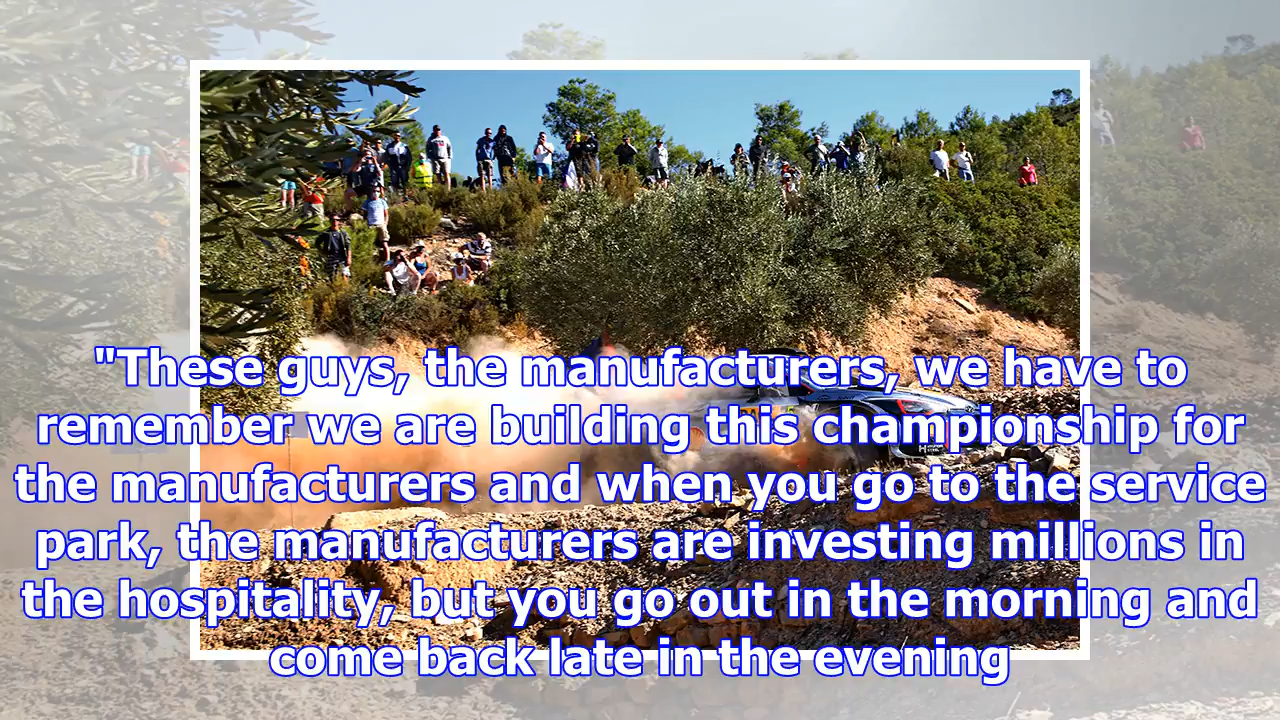 "These guys, the manufacturers, we have to
remember we are building this championship for
the manufacturers and when you go to the service
park, the manufacturers are investing millions in
the hospitality, but you go out in the morning and
come back late in the evening